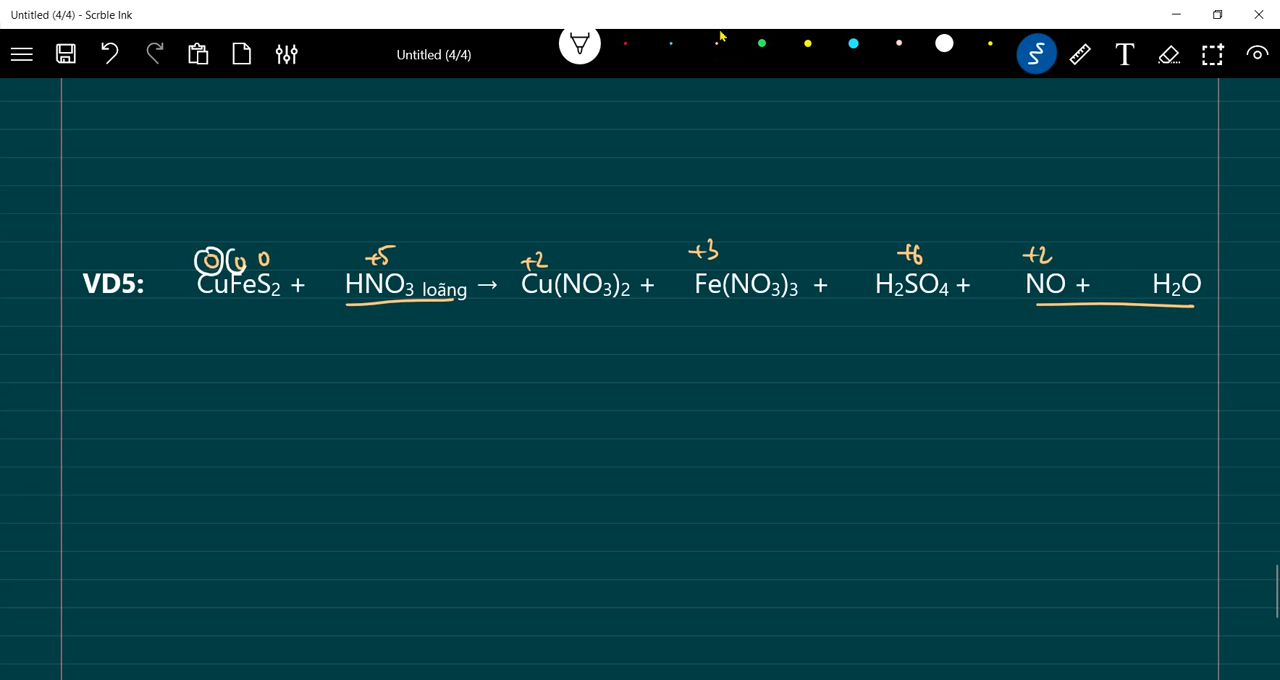 Untitled (4/4) - Scrble Ink
Untitled (4/4)
T
0 0 0 +5 +2 +3 +6 +2
VD5: CuFeS₂ + HNO₃ loãng → Cu(NO₃)₂ + Fe(NO₃)₃ + H₂SO₄ + NO + H₂O